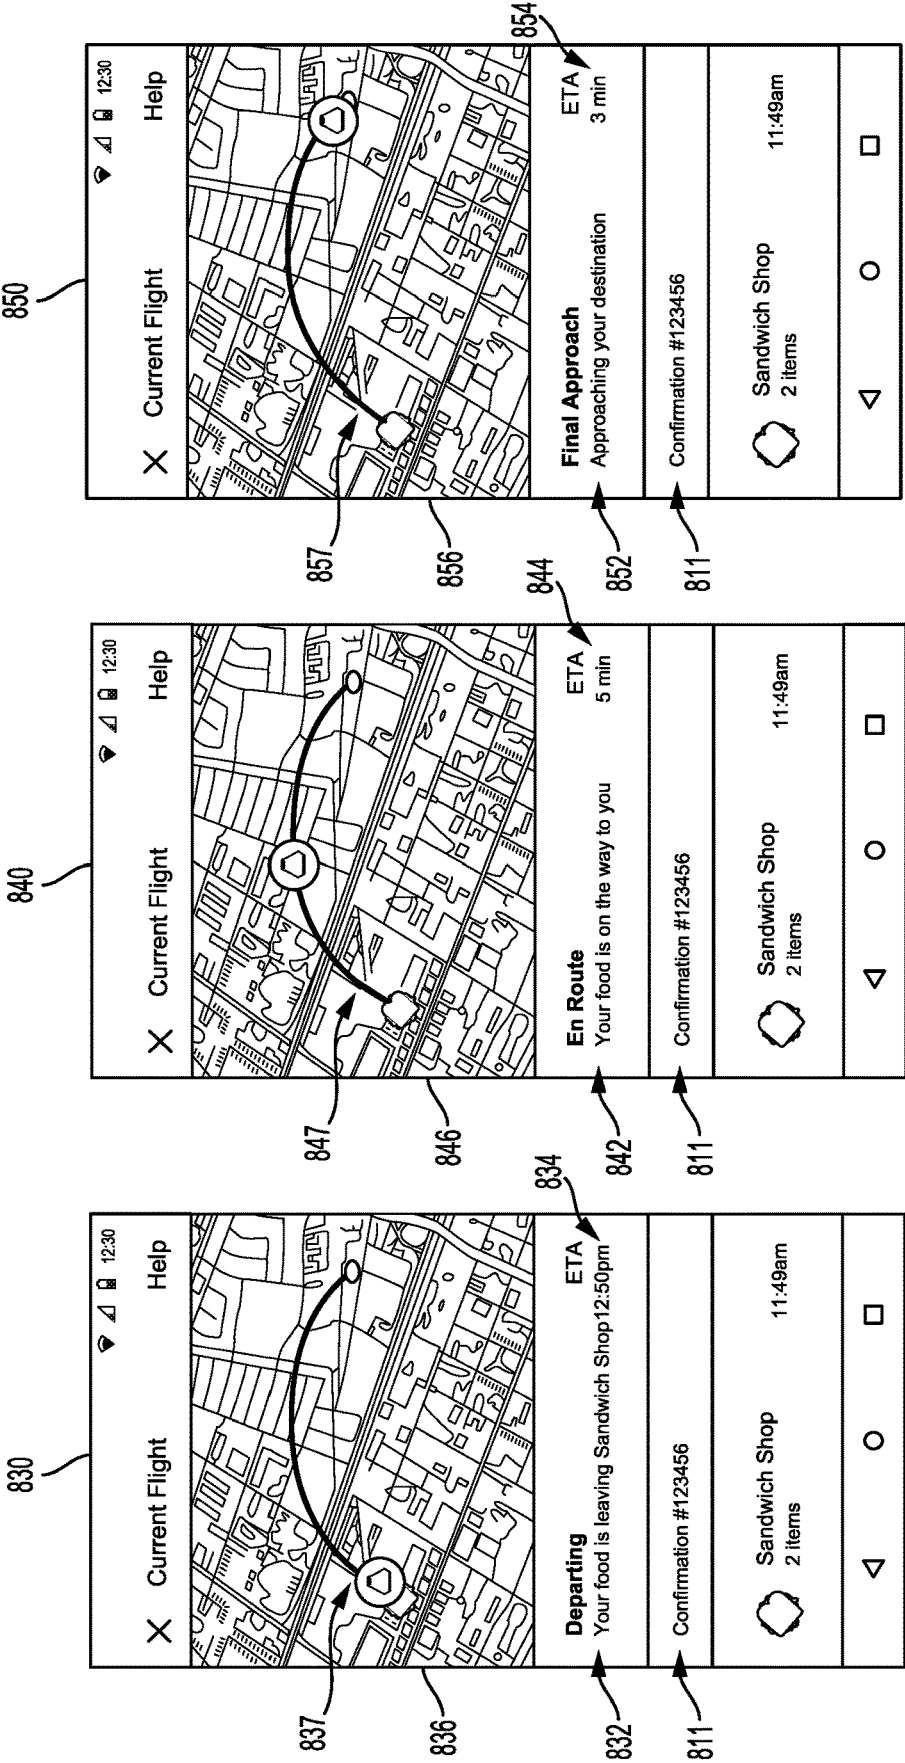 830
12:30
Current Flight
Help
837
836
Departing
ETA
834
Your food is leaving Sandwich Shop12:50pm
832
Confirmation #123456
811
Sandwich Shop
11:49am
2 items
840
12:30
Current Flight
Help
847
846
En Route
ETA
844
Your food is on the way to you
5 min
842
Confirmation #123456
811
Sandwich Shop
11:49am
2 items
850
12:30
Current Flight
Help
857
856
Final Approach
ETA
854
Approaching your destination
3 min
852
Confirmation #123456
811
Sandwich Shop
11:49am
2 items